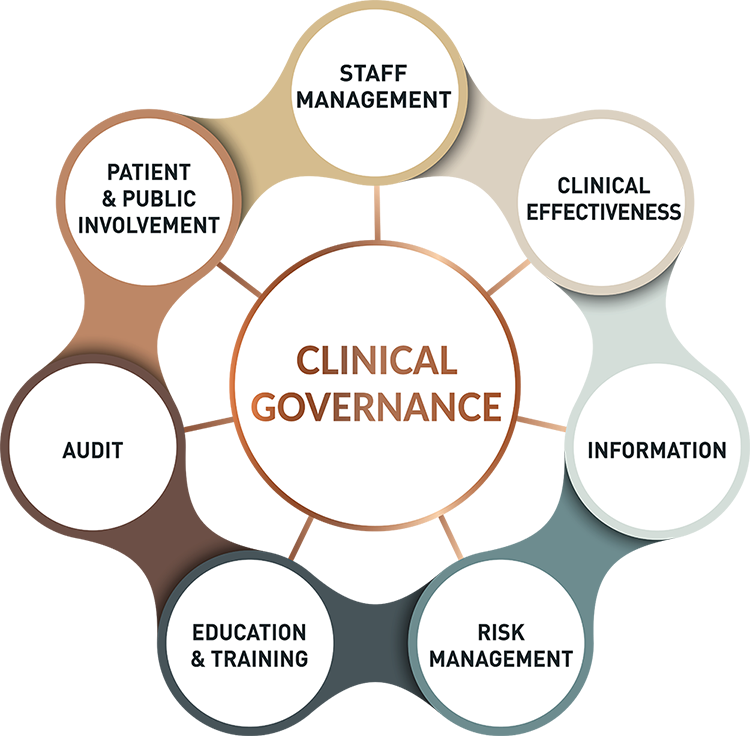 STAFF
MANAGEMENT
PATIENT
& PUBLIC
INVOLVEMENT
CLINICAL
EFFECTIVENESS
CLINICAL
GOVERNANCE
AUDIT
INFORMATION
EDUCATION
& TRAINING
RISK
MANAGEMENT